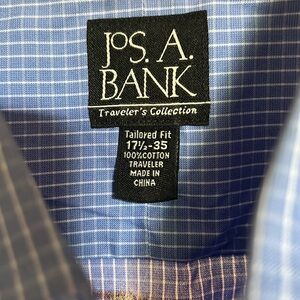 JOS. A.
BANK
Traveler's Collection
Tailored Fit
17½-35
100%COTTON
TRAVELER
MADE IN
CHINA